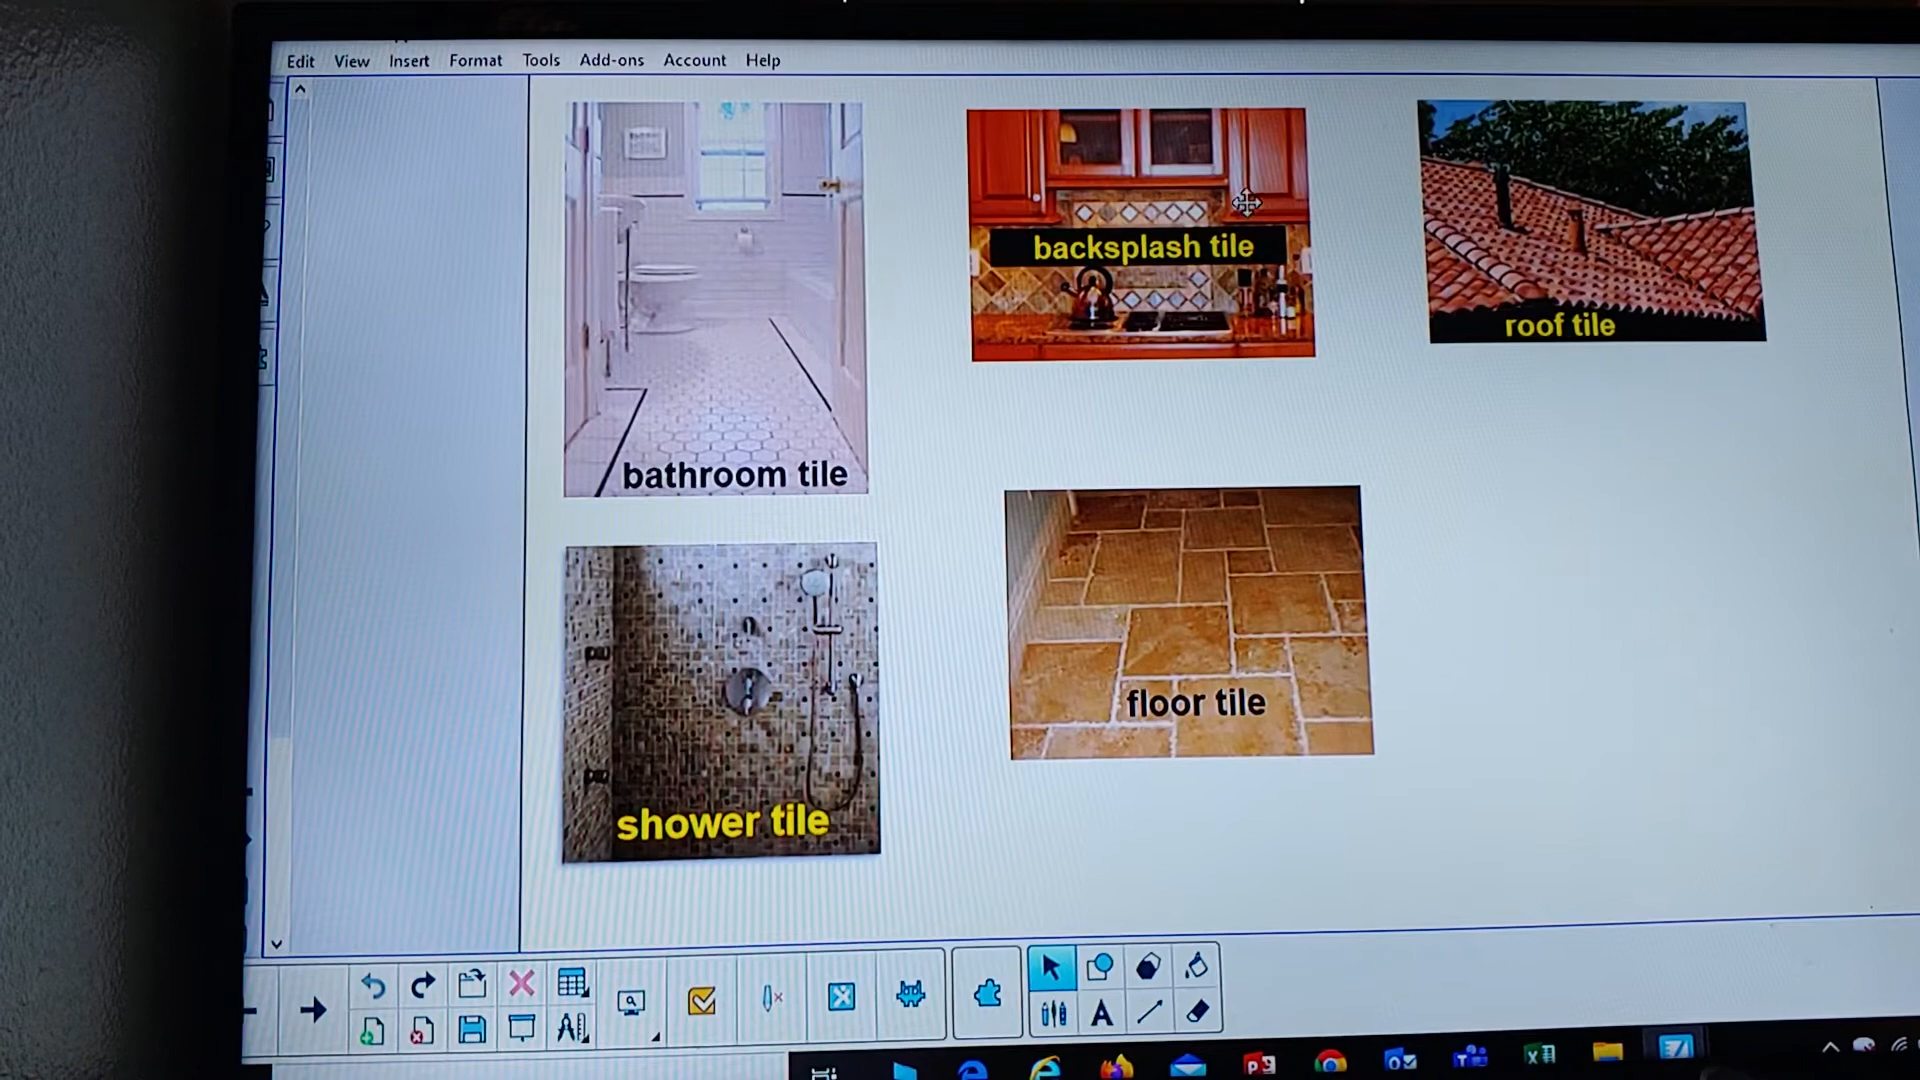 Edit View Insert Format Tools Add-ons Account Help
bathroom tile
backsplash tile
roof tile
shower tile
floor tile